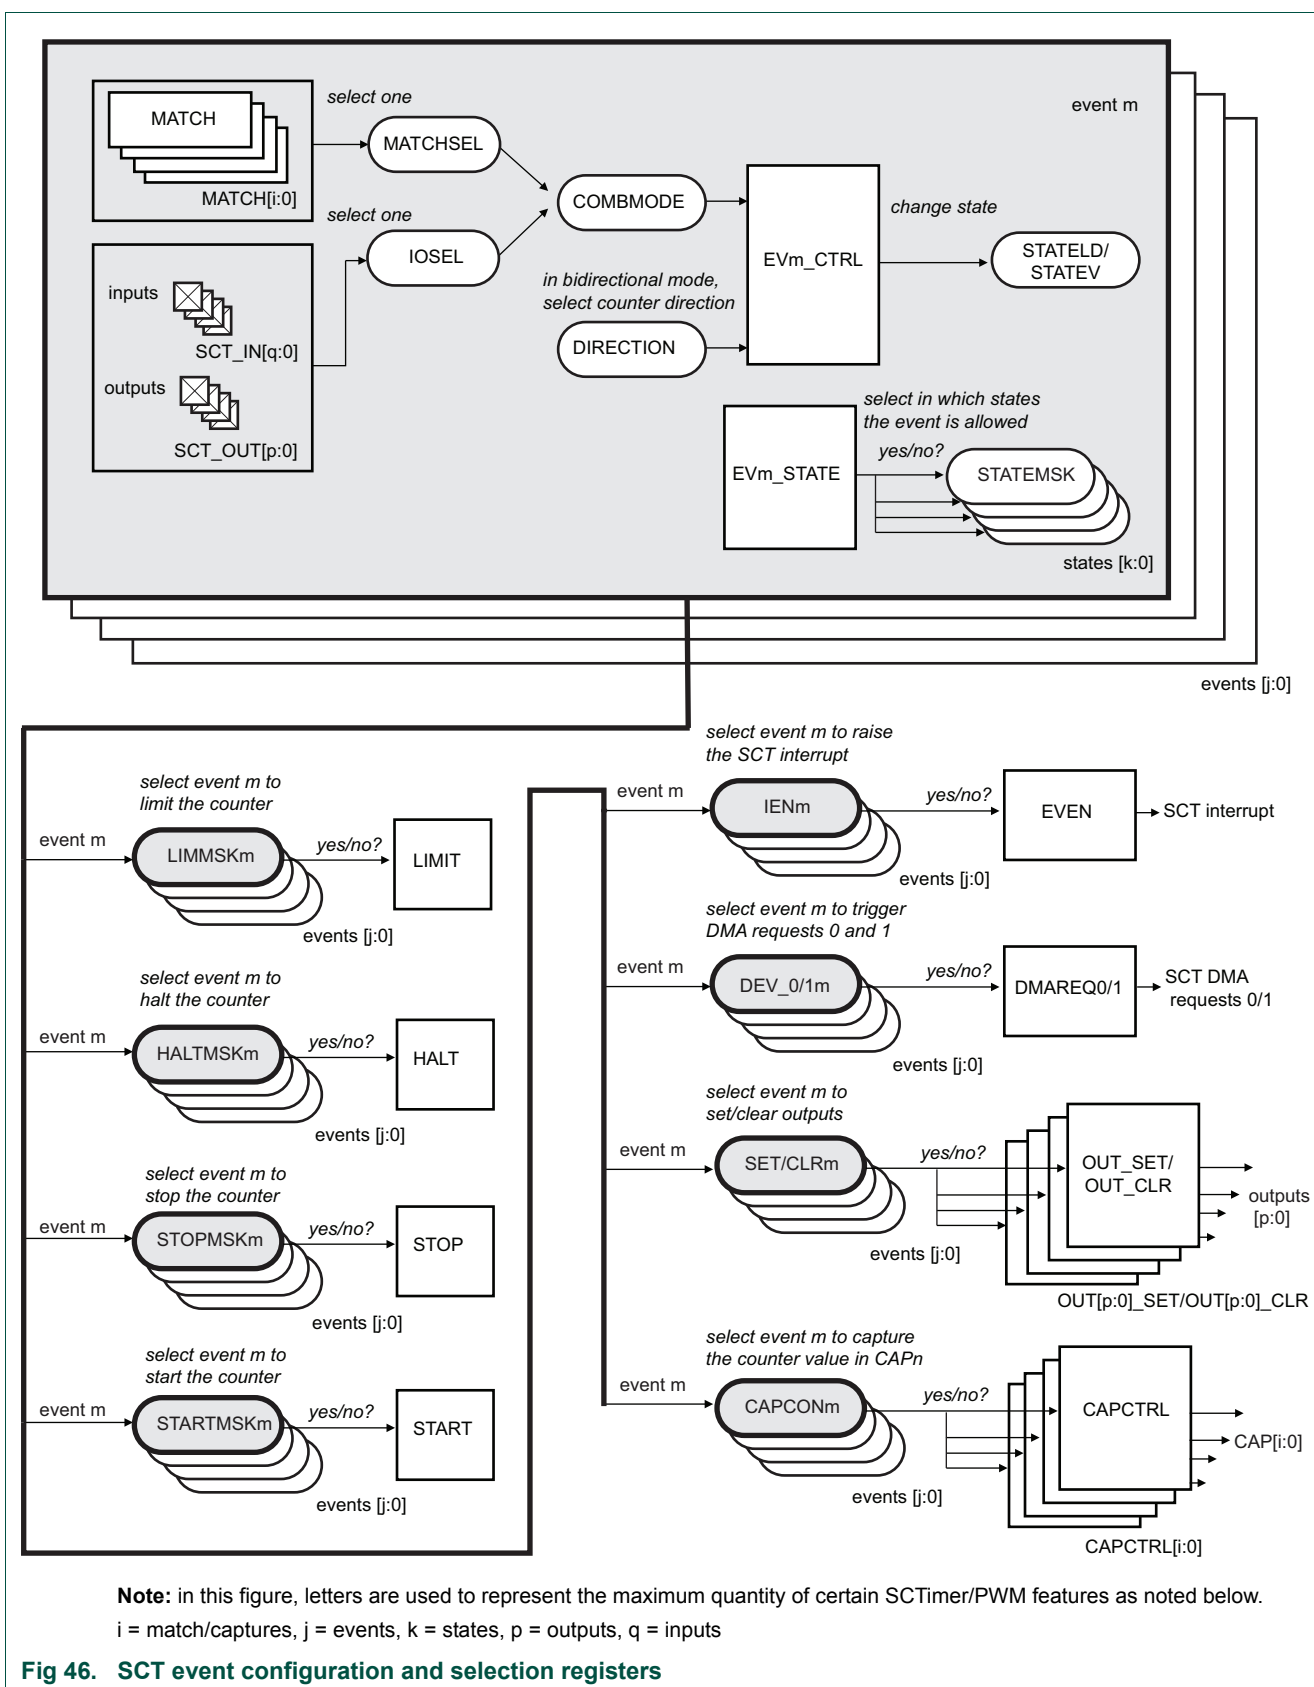 event m
select one
MATCH
MATCHSEL
MATCH[i:0]
select one
COMBMODE
change state
IOSEL
EVm_CTRL
STATELD/
STATEV
inputs
in bidirectional mode,
select counter direction
SCT_IN[q:0]
DIRECTION
outputs
SCT_OUT[p:0]
select in which states
the event is allowed
yes/no?
EVm_STATE
STATEMSK
states [k:0]
events [j:0]
select event m to
limit the counter
event m
LIMMSKm
yes/no?
LIMIT
events [j:0]
select event m to
halt the counter
event m
HALTMSKm
yes/no?
HALT
events [j:0]
select event m to
stop the counter
event m
STOPMSKm
yes/no?
STOP
events [j:0]
select event m to
start the counter
event m
STARTMSKm
yes/no?
START
events [j:0]
select event m to raise
the SCT interrupt
event m
IENm
yes/no?
EVEN
SCT interrupt
events [j:0]
select event m to trigger
DMA requests 0 and 1
event m
DEV_0/1m
yes/no?
DMAREQ0/1
SCT DMA
requests 0/1
events [j:0]
select event m to
set/clear outputs
event m
SET/CLRm
yes/no?
OUT_SET/
OUT_CLR
outputs
[p:0]
events [j:0]
OUT[p:0]_SET/OUT[p:0]_CLR
select event m to capture
the counter value in CAPn
event m
CAPCONm
yes/no?
CAPCTRL
CAP[i:0]
events [j:0]
CAPCTRL[i:0]
Note: in this figure, letters are used to represent the maximum quantity of certain SCTimer/PWM features as noted below.
i = match/captures, j = events, k = states, p = outputs, q = inputs
Fig 46. SCT event configuration and selection registers